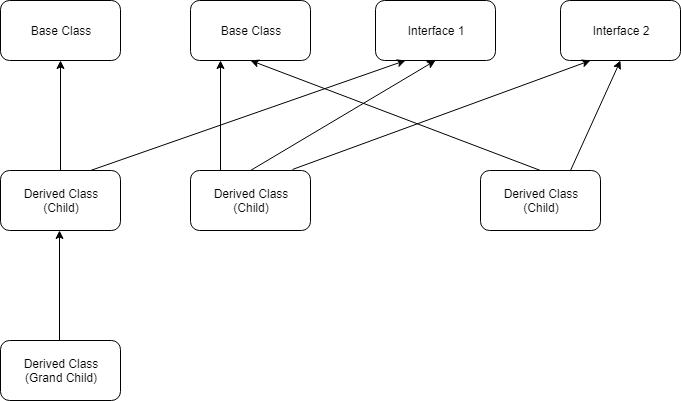 Base Class
Base Class
Interface 1
Interface 2
Derived Class
(Child)
Derived Class
(Child)
Derived Class
(Child)
Derived Class
(Grand Child)